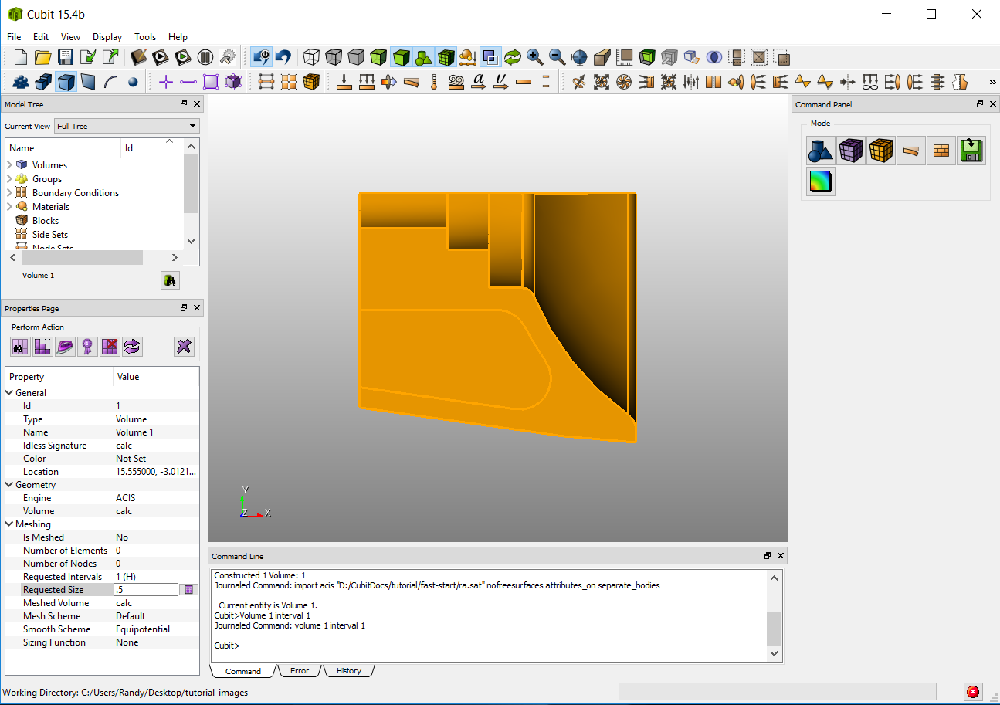 Cubit 15.4b
File Edit View Display Tools Help
Model Tree
Current View Full Tree
Name Id
Volumes
Groups
Boundary Conditions
Materials
Blocks
Side Sets
Node Sets
Volume 1
Properties Page
Perform Action
Property Value
General
Id 1
Type Volume
Name Volume 1
Idless Signature calc
Color Not Set
Location 15.555000, -3.0121...
Geometry
Engine ACIS
Volume calc
Meshing
Is Meshed No
Number of Elements 0
Number of Nodes 0
Requested Intervals 1 (H)
Requested Size .5
Meshed Volume calc
Mesh Scheme Default
Smooth Scheme Equipotential
Sizing Function None
Y
Z X
Command Line
Constructed 1 Volume: 1
Journaled Command: import acis "D:/CubitDocs/tutorial/fast-start/ra.sat" nofreesurfaces attributes_on separate_bodies
Current entity is Volume 1.
Cubit>Volume 1 interval 1
Journaled Command: volume 1 interval 1
Cubit>
Command Error History
Command Panel
Mode
Working Directory: C:/Users/Randy/Desktop/tutorial-images